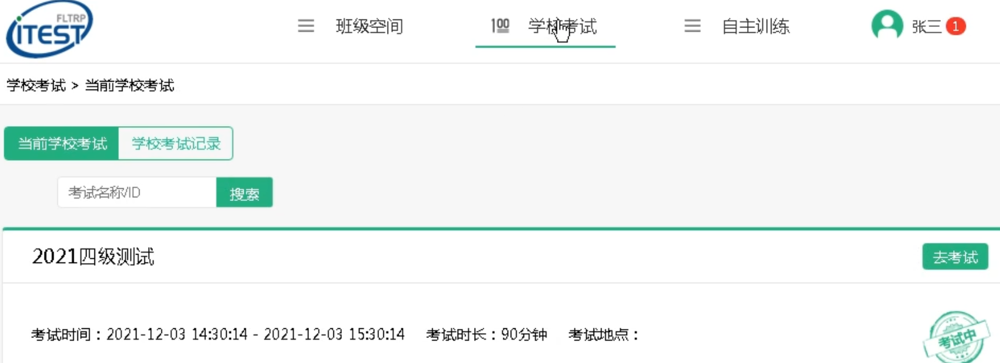 FLTRP
iTEST
班级空间
100 学校考试
自主训练
张三 1
学校考试 > 当前学校考试
当前学校考试 学校考试记录
考试名称/ID 搜索
2021四级测试 去考试
考试时间：2021-12-03 14:30:14 - 2021-12-03 15:30:14 考试时长：90分钟 考试地点：
考试中